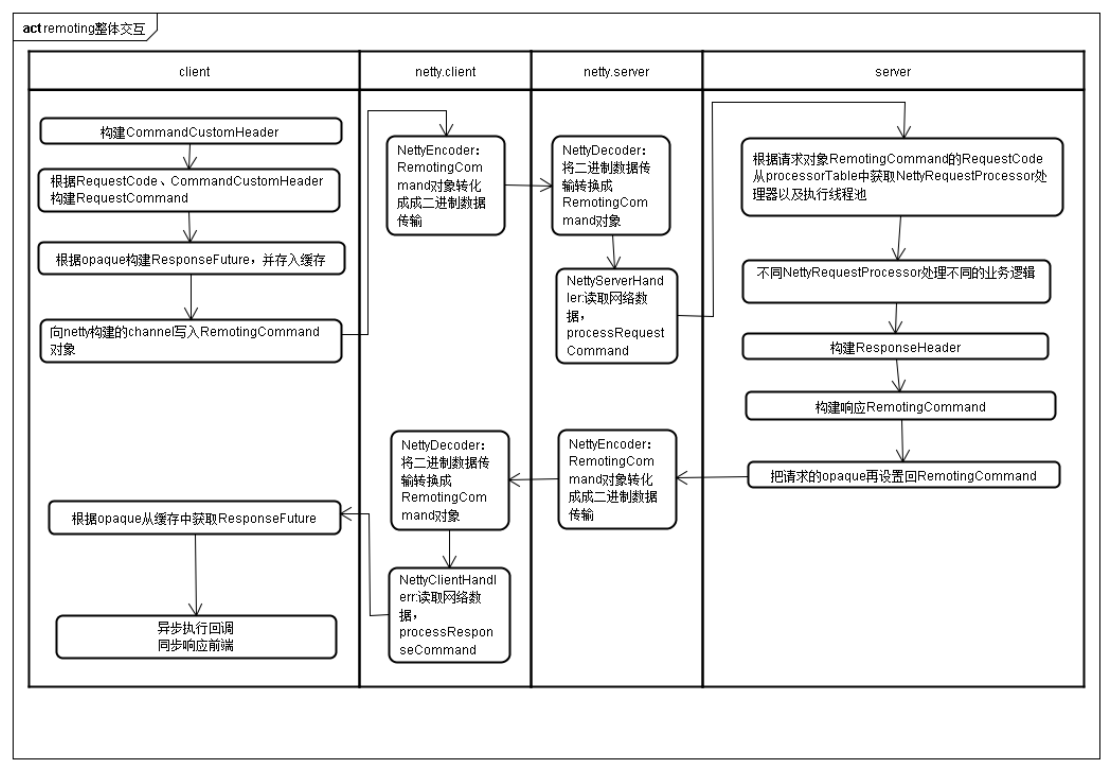 act remoting整体交互
client
netty.client
netty.server
server
构建CommandCustomHeader
根据RequestCode、CommandCustomHeader
构建RequestCommand
根据opaque构建ResponseFuture，并存入缓存
向netty构建的channel写入RemotingCommand
对象
NettyEncoder：
RemotingCom
mand对象转化
成成二进制数据
传输
NettyDecoder：
将二进制数据传
输转换成
RemotingCom
mand对象
NettyServerHand
ler:读取网络数
据，
processRequest
Command
根据请求对象RemotingCommand的RequestCode
从processorTable中获取NettyRequestProcessor处
理器以及执行线程池
不同NettyRequestProcessor处理不同的业务逻辑
构建ResponseHeader
构建响应RemotingCommand
把请求的opaque再设置回RemotingCommand
NettyEncoder：
RemotingCom
mand对象转化
成成二进制数据
传输
NettyDecoder：
将二进制数据传
输转换成
RemotingCom
mand对象
NettyClientHandl
err:读取网络数
据，
processRespon
seCommand
根据opaque从缓存中获取ResponseFuture
异步执行回调
同步响应前端